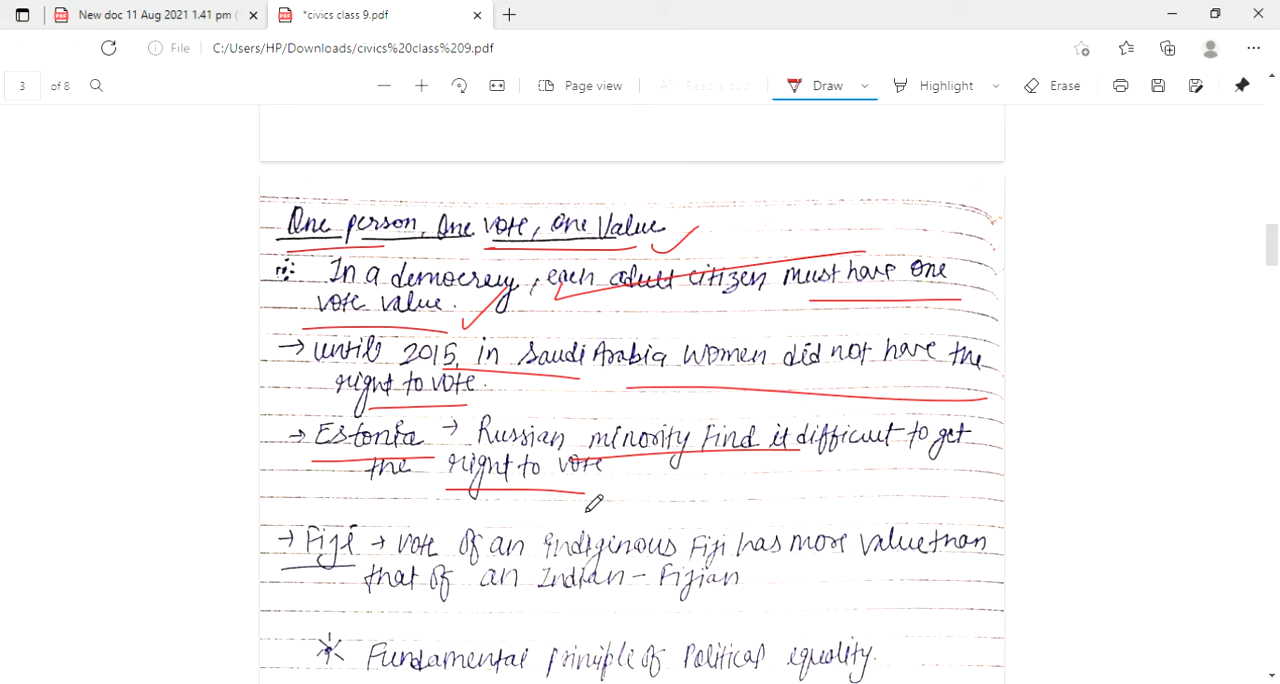 New doc 11 Aug 2021 1.41 pm (
*civics class 9.pdf
File C:/Users/HP/Downloads/civics%20class%209.pdf
3 of 8 Page view Draw Highlight Erase
One person, One vote, One Value
In a democracy, each adult citizen must have one
vote value.
→ Until 2015, in Saudi Arabia women did not have the
right to vote.
→ Estonia → Russian minority find it difficult to get
the right to vote
→ Fiji → Vote of an indiginous Fiji has more value than
that of an Indian - Fijian
* Fundamental principle of Political equality.